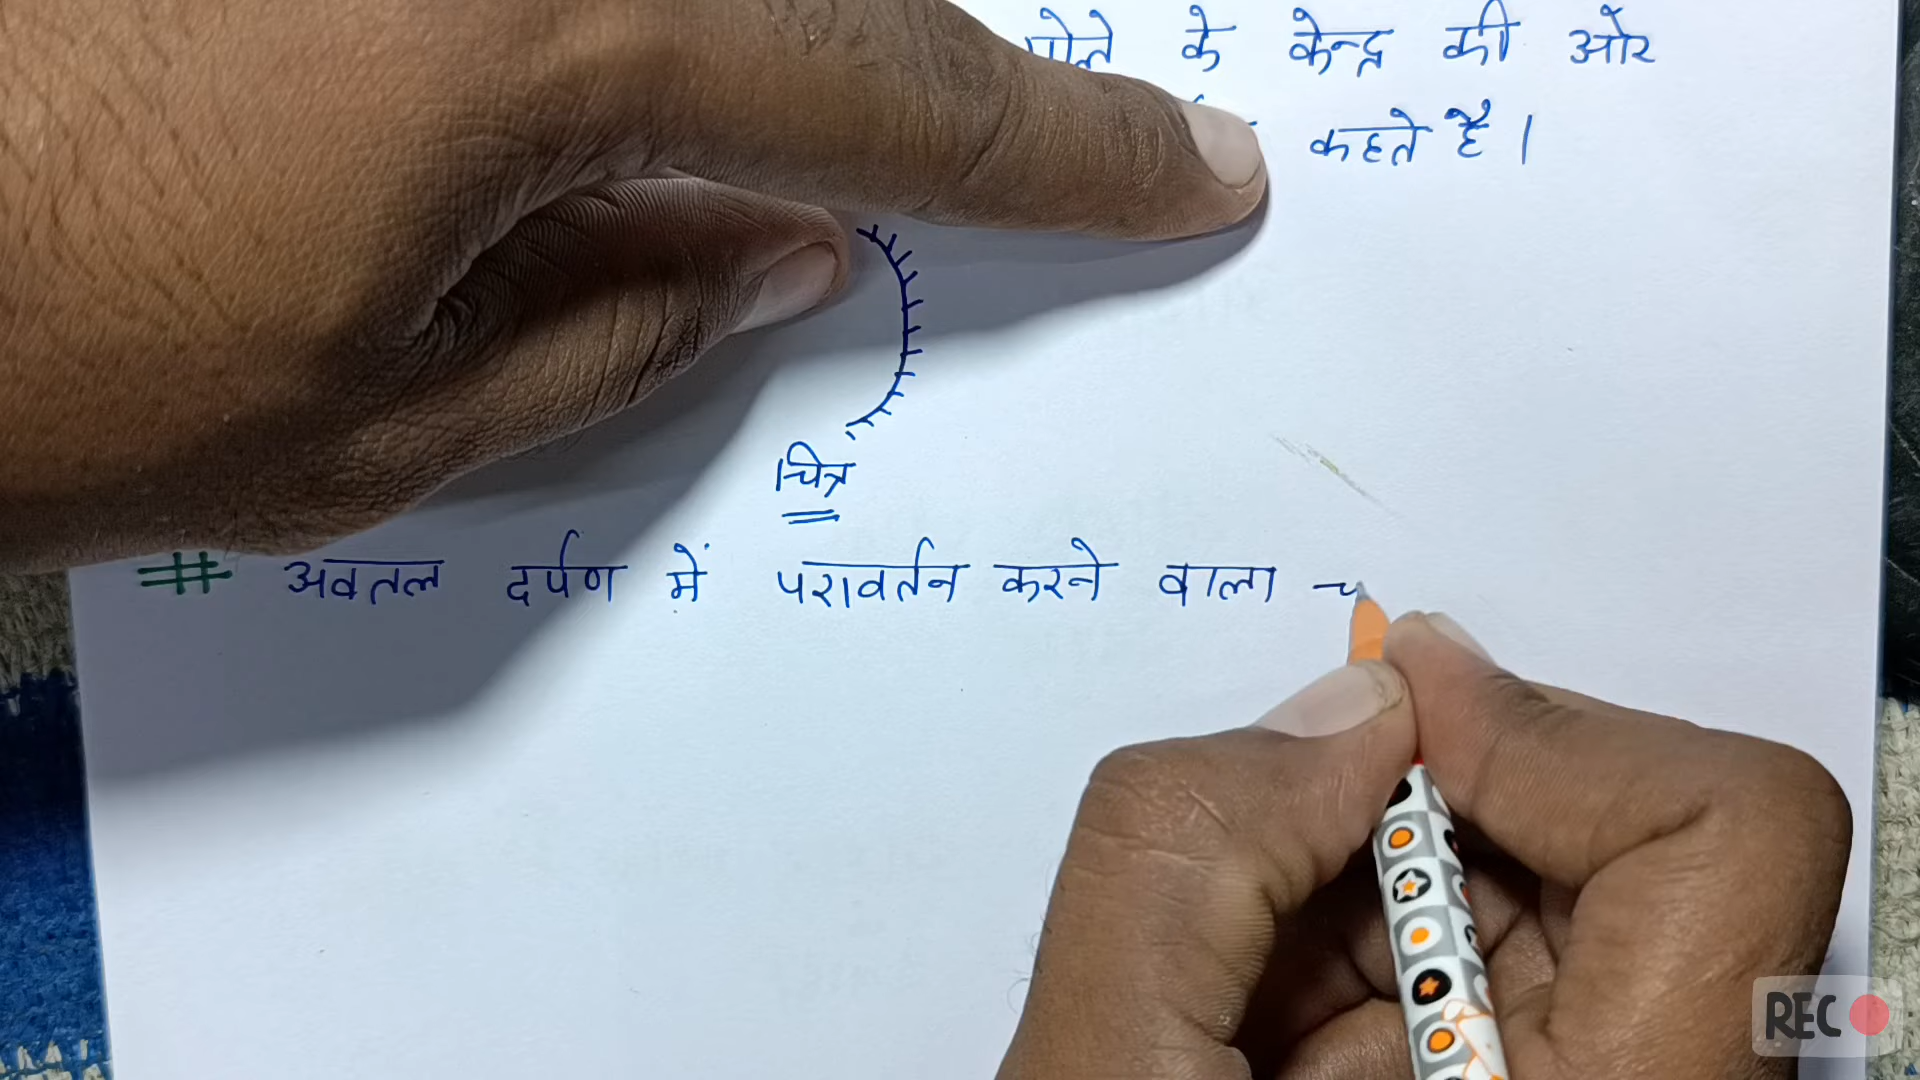 के केन्द्र की ओर
कहते है।
चित्र
# अवतल दर्पण में परावर्तन करने वाला
REC